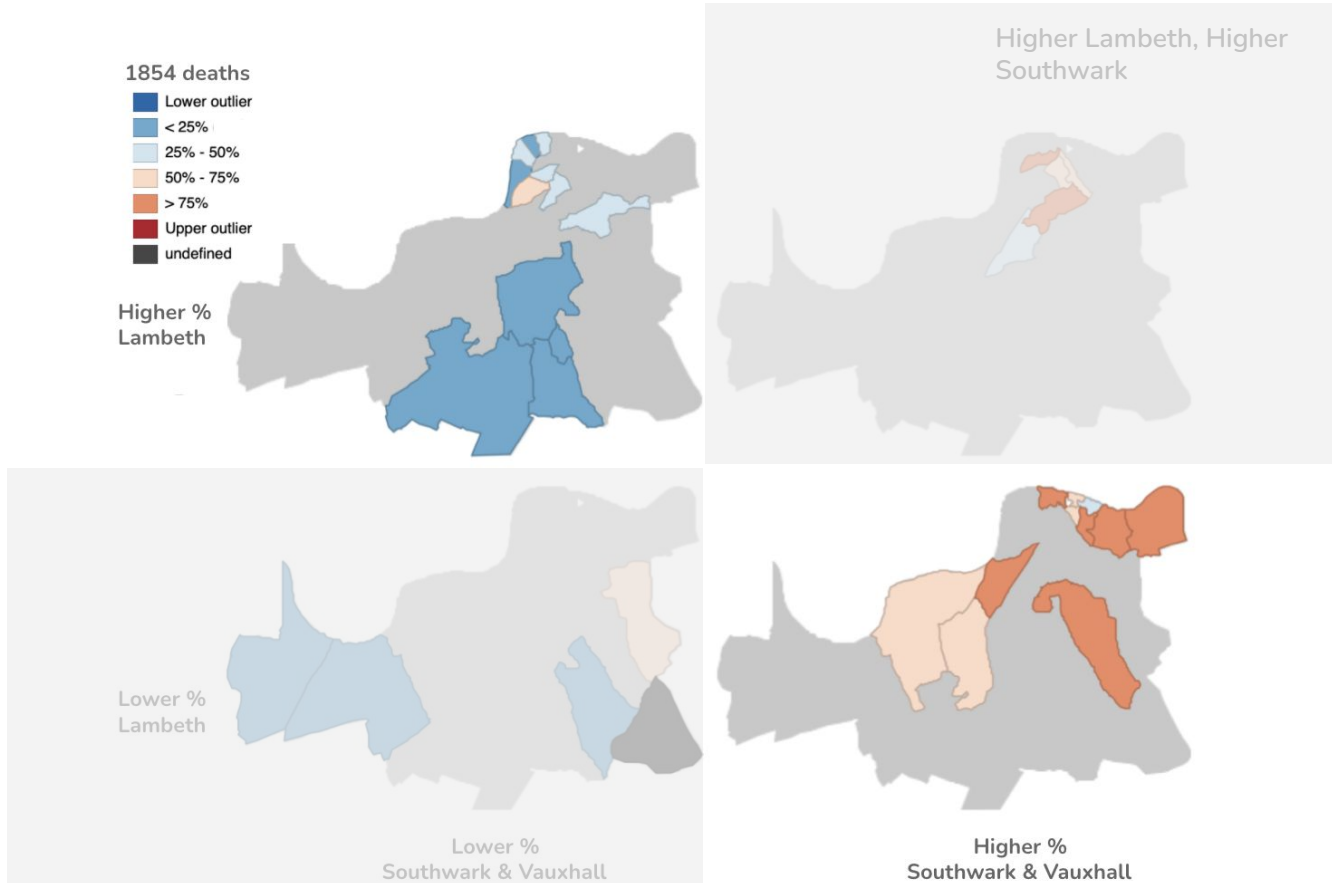 Higher Lambeth, Higher
Southwark
1854 deaths
Lower outlier
< 25%
25% - 50%
50% - 75%
> 75%
Upper outlier
undefined
Higher %
Lambeth
Lower %
Lambeth
Lower %
Southwark & Vauxhall
Higher %
Southwark & Vauxhall